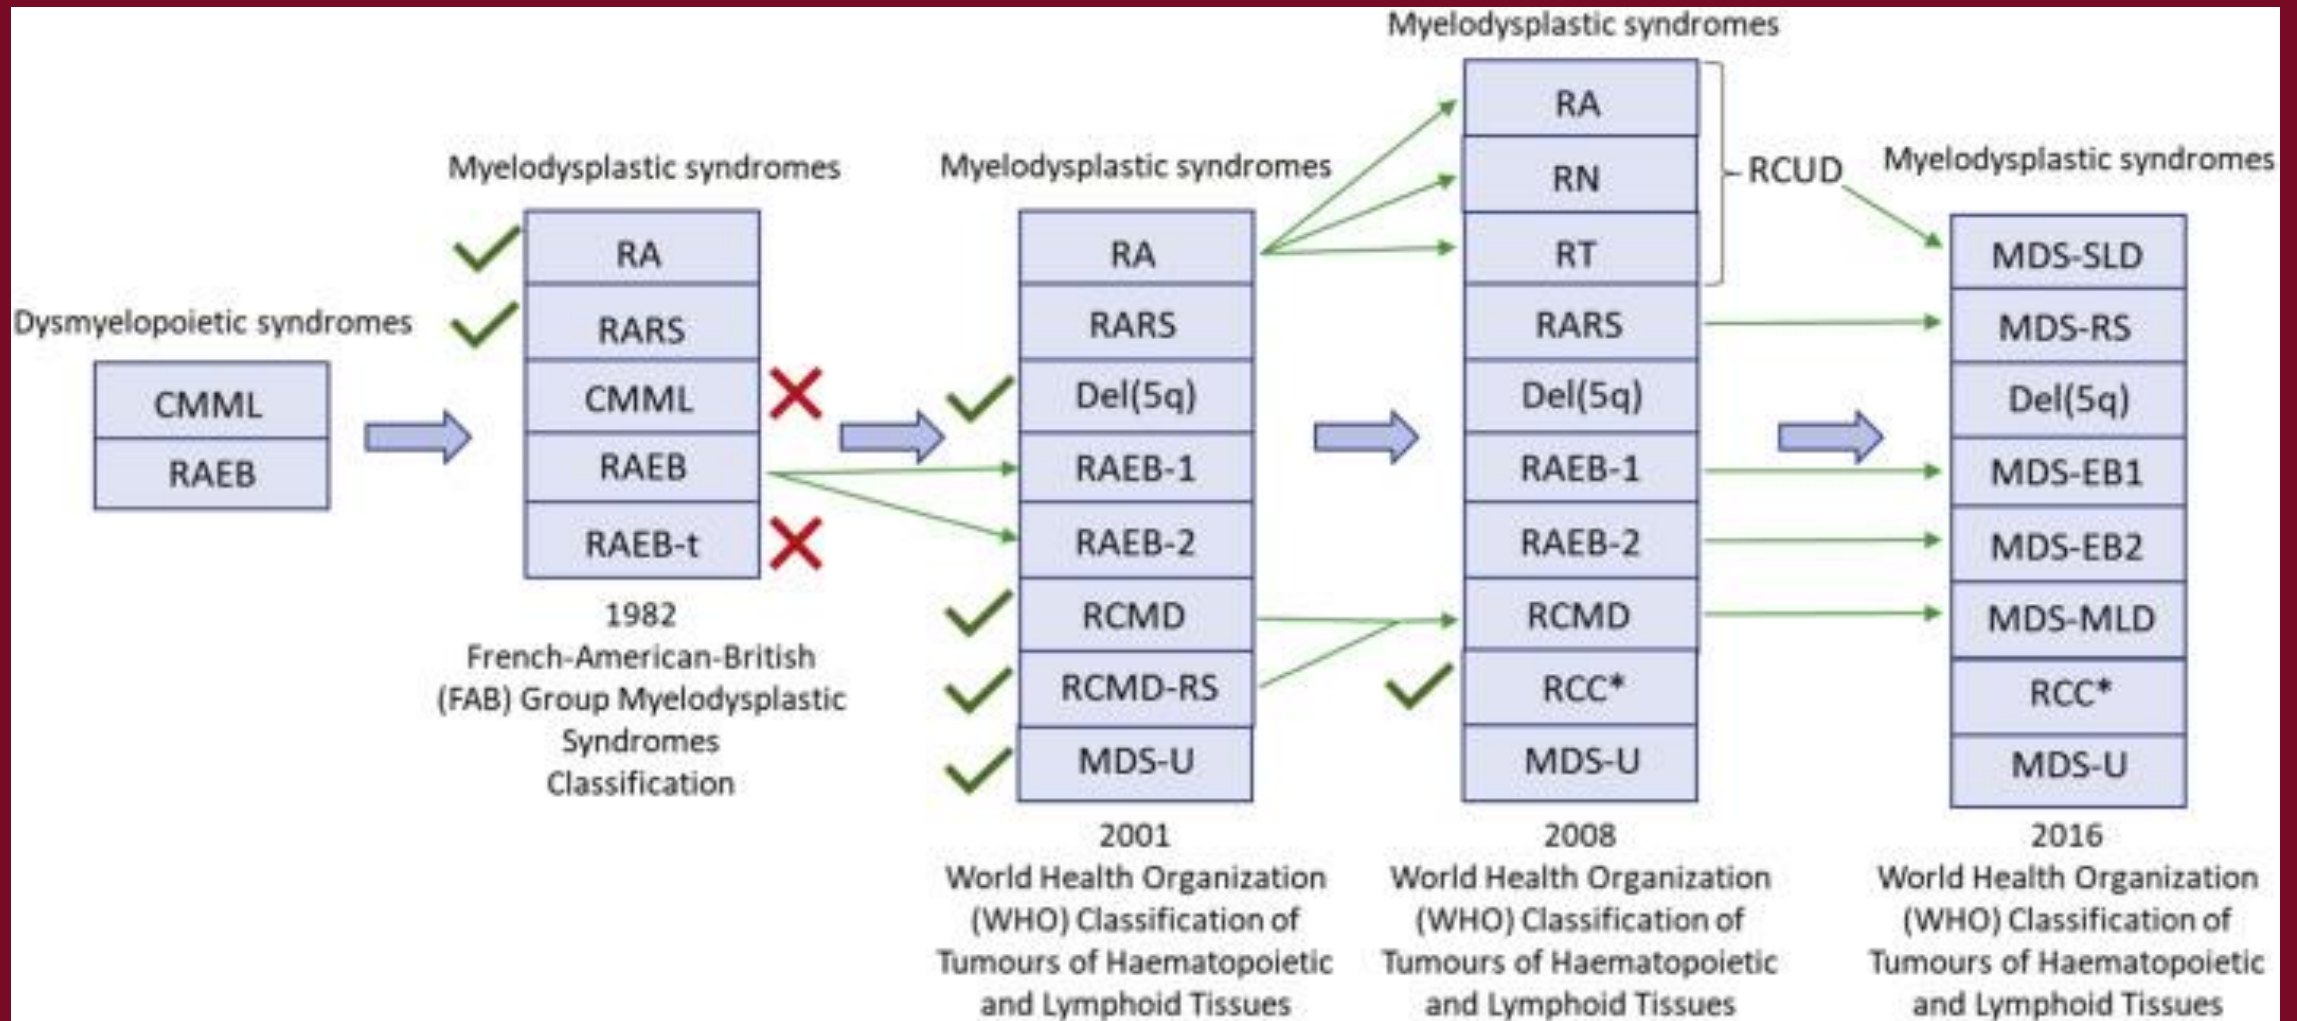 Dysmyelopoietic syndromes
CMML
RAEB
Myelodysplastic syndromes
RA
RARS
CMML
RAEB
RAEB-t
1982
French-American-British
(FAB) Group Myelodysplastic
Syndromes
Classification
Myelodysplastic syndromes
RA
RARS
Del(5q)
RAEB-1
RAEB-2
RCMD
RCMD-RS
MDS-U
2001
World Health Organization
(WHO) Classification of
Tumours of Haematopoietic
and Lymphoid Tissues
Myelodysplastic syndromes
RA
RN
RT
RCUD
RARS
Del(5q)
RAEB-1
RAEB-2
RCMD
RCC*
MDS-U
2008
World Health Organization
(WHO) Classification of
Tumours of Haematopoietic
and Lymphoid Tissues
Myelodysplastic syndromes
MDS-SLD
MDS-RS
Del(5q)
MDS-EB1
MDS-EB2
MDS-MLD
RCC*
MDS-U
2016
World Health Organization
(WHO) Classification of
Tumours of Haematopoietic
and Lymphoid Tissues